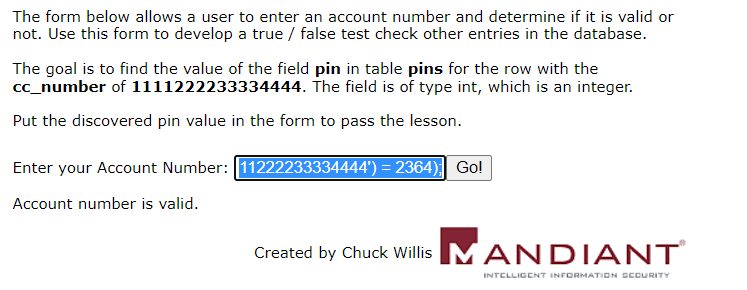 The form below allows a user to enter an account number and determine if it is valid or
not. Use this form to develop a true / false test check other entries in the database.
The goal is to find the value of the field pin in table pins for the row with the
cc_number of 1111222233334444. The field is of type int, which is an integer.
Put the discovered pin value in the form to pass the lesson.
Enter your Account Number: 11222233334444') = 2364); Go!
Account number is valid.
Created by Chuck Willis MANDIANT®
INTELLIGENT INFORMATION SECURITY